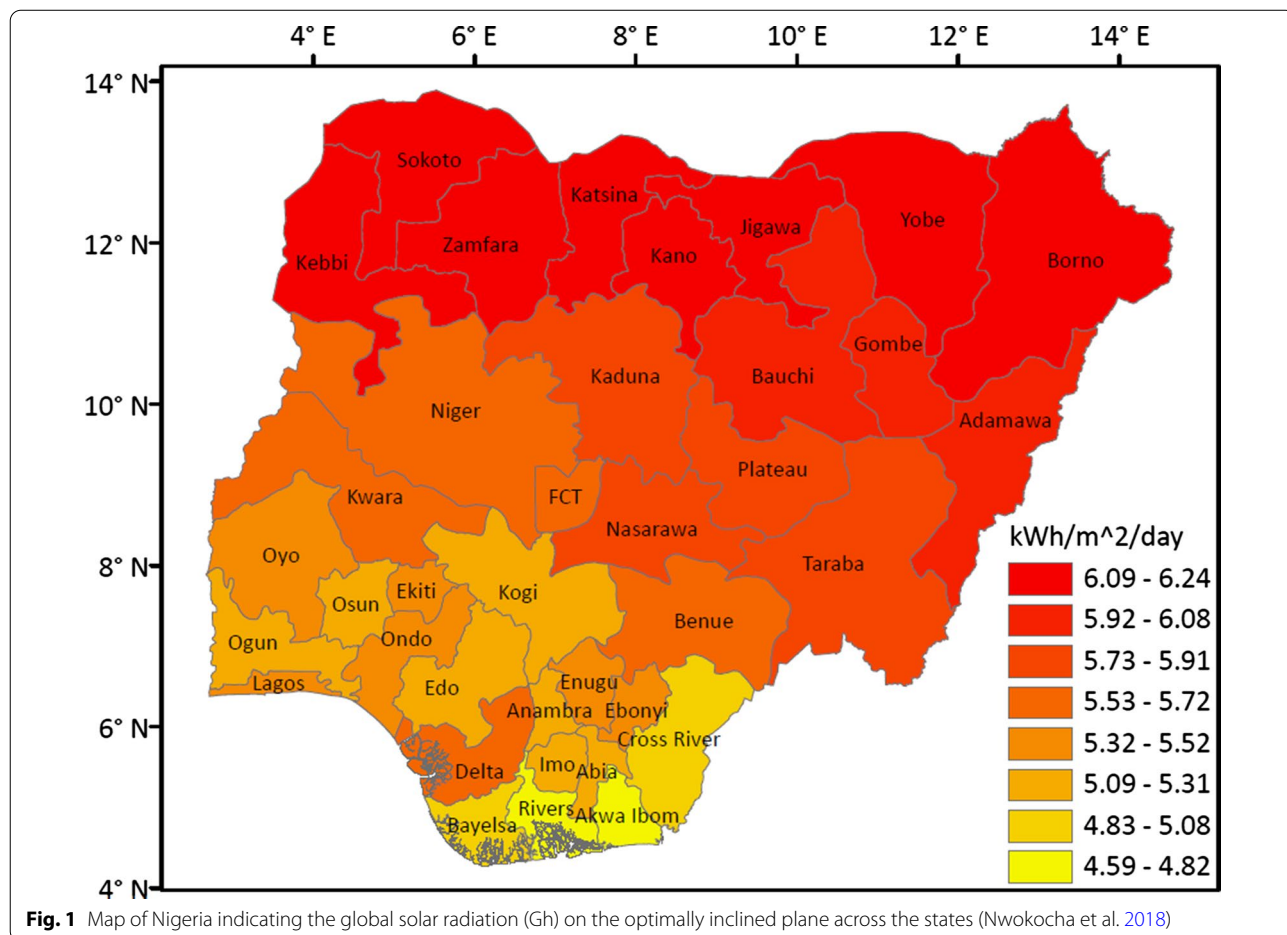 4° E 6° E 8° E 10° E 12° E 14° E
14° N
12° N
10° N
8° N
6° N
4° N
Sokoto
Katsina
Zamfara
Kebbi
Kano
Jigawa
Yobe
Borno
Gombe
Kaduna
Bauchi
Niger
Adamawa
Plateau
Kwara
FCT
Nasarawa
Taraba
Oyo
Osun
Ekiti
Kogi
Benue
Ogun
Ondo
Lagos
Edo
Enugu
Anambra
Ebonyi
Cross River
Delta
Imo
Abia
Rivers
Akwa Ibom
Bayelsa
kWh/m^2/day
6.09 - 6.24
5.92 - 6.08
5.73 - 5.91
5.53 - 5.72
5.32 - 5.52
5.09 - 5.31
4.83 - 5.08
4.59 - 4.82
Fig. 1 Map of Nigeria indicating the global solar radiation (Gh) on the optimally inclined plane across the states (Nwokocha et al. 2018)